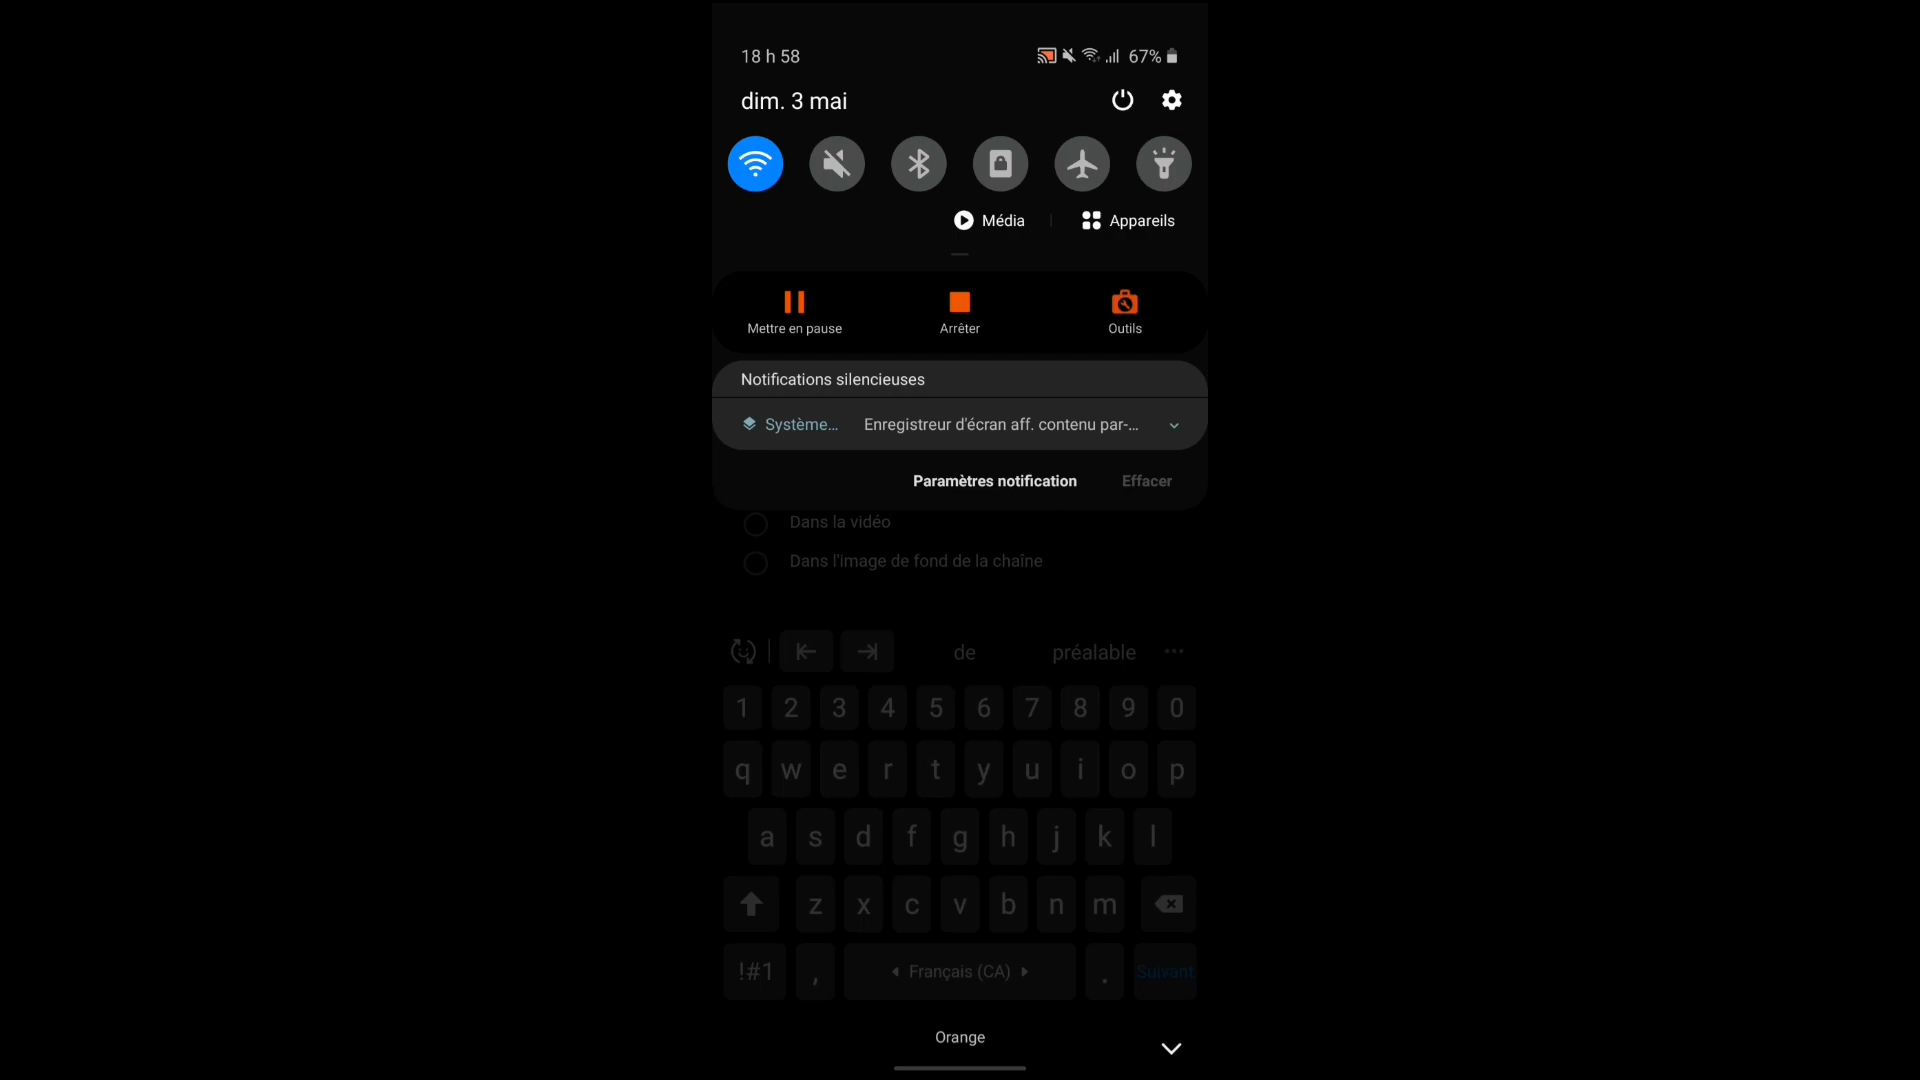 18 h 58
67%
dim. 3 mai
Média
Appareils
Mettre en pause
Arrêter
Outils
Notifications silencieuses
Système... Enregistreur d'écran aff. contenu par-...
Paramètres notification
Effacer
Dans la vidéo
Dans l'image de fond de la chaîne
de
préalable
1 2 3 4 5 6 7 8 9 0
q w e r t y u i o p
a s d f g h j k l
z x c v b n m
!#1 , Français (CA) . Suivant
Orange